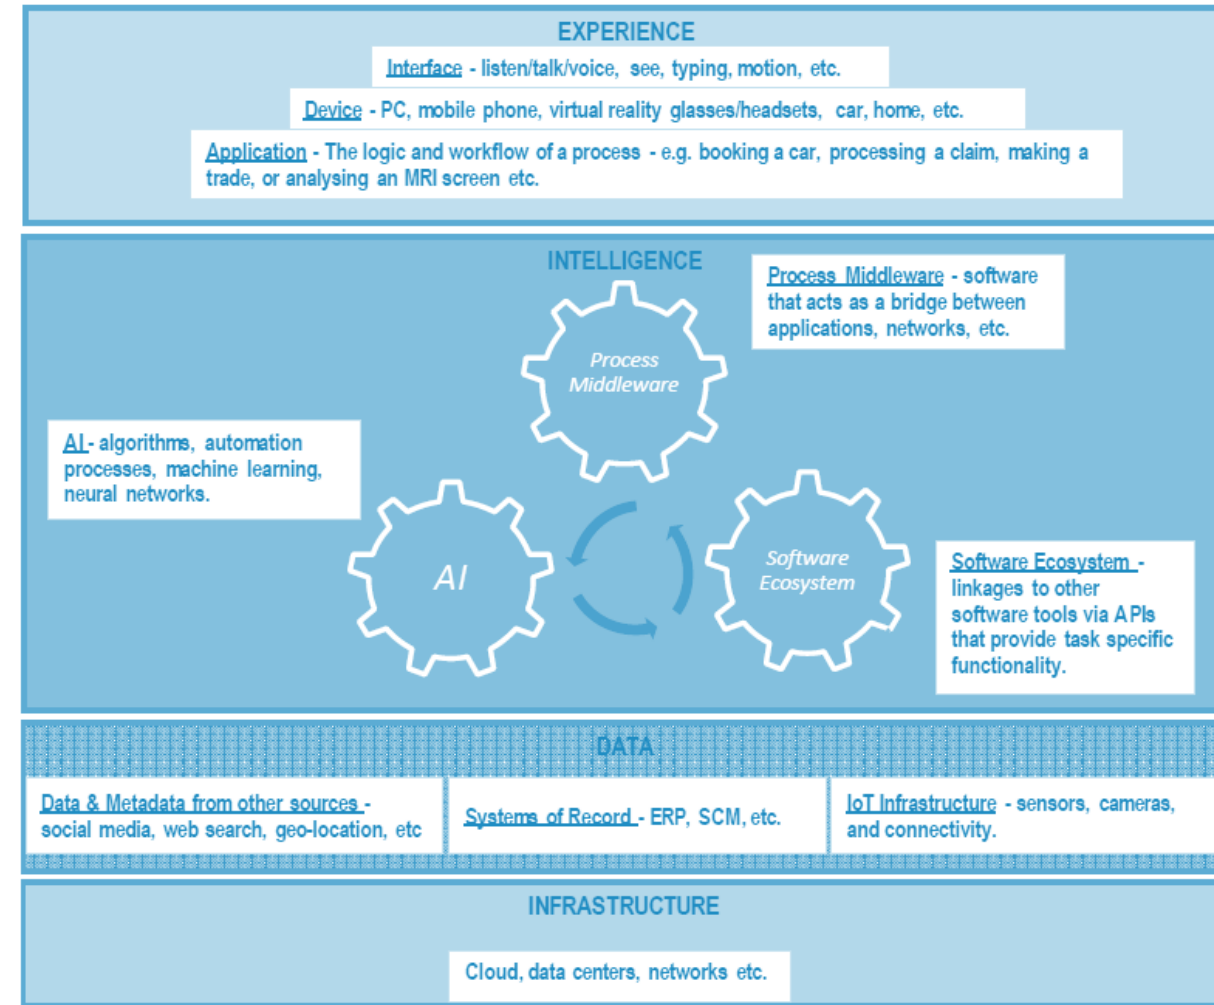 EXPERIENCE
Interface - listen/talk/voice, see, typing, motion, etc.
Device - PC, mobile phone, virtual reality glasses/headsets, car, home, etc.
Application - The logic and workflow of a process - e.g. booking a car, processing a claim, making a
trade, or analysing an MRI screen etc.
INTELLIGENCE
Process Middleware - software
that acts as a bridge between
applications, networks, etc.
Process
Middleware
AI - algorithms, automation
processes, machine learning,
neural networks.
AI
Software
Ecosystem
Software Ecosystem -
linkages to other
software tools via APIs
that provide task specific
functionality.
DATA
Data & Metadata from other sources -
social media, web search, geo-location, etc
Systems of Record - ERP, SCM, etc.
IoT Infrastructure - sensors, cameras,
and connectivity.
INFRASTRUCTURE
Cloud, data centers, networks etc.